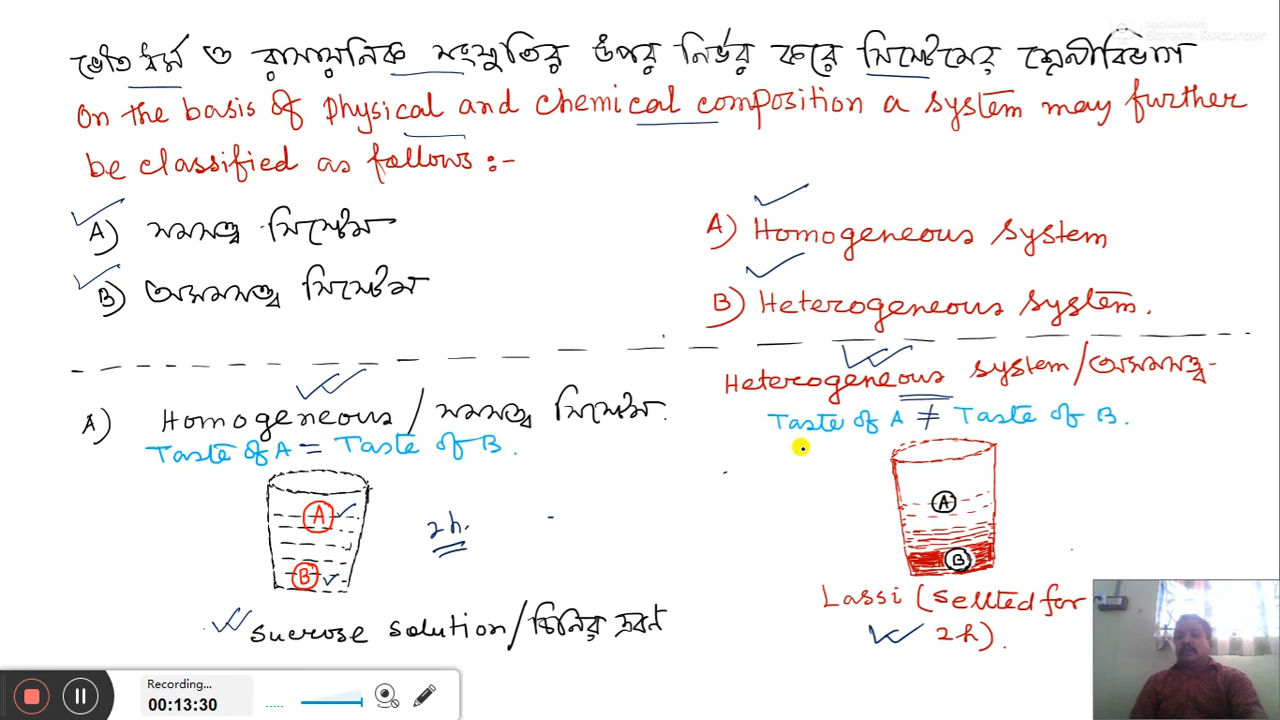 ভৌত ধর্ম ও রাসায়নিক সংযুতির উপর নির্ভর করে সিস্টেমের শ্রেণীবিভাগ
On the basis of physical and chemical composition a system may further
be classified as follows:-
A) সমসত্ত্ব সিস্টেম
A) Homogeneous system
B) অসমসত্ত্ব সিস্টেম
B) Heterogeneous system.
A) Homogeneous / সমসত্ত্ব সিস্টেম.
Taste of A = Taste of B.
A
B
2h.
Sucrose solution/চিনির দ্রবণ
Heterogeneous system/অসমসত্ত্ব
Taste of A ≠ Taste of B.
A
B
Lassi (sellted for
2h).
Recording...
00:13:30